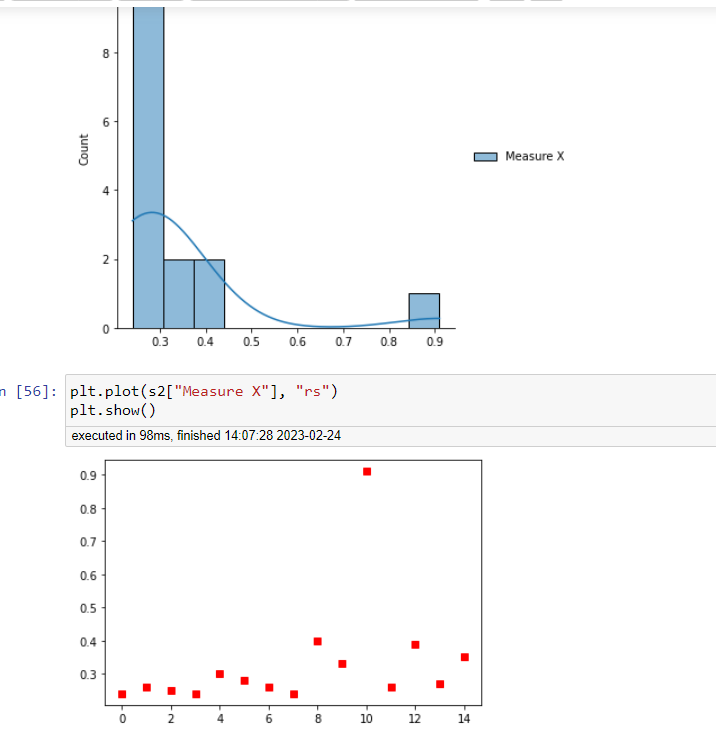 8
6
4
2
0
Count
Measure X
0.3 0.4 0.5 0.6 0.7 0.8 0.9
n [56]: plt.plot(s2["Measure X"], "rs")
plt.show()
executed in 98ms, finished 14:07:28 2023-02-24
0.9
0.8
0.7
0.6
0.5
0.4
0.3
0 2 4 6 8 10 12 14